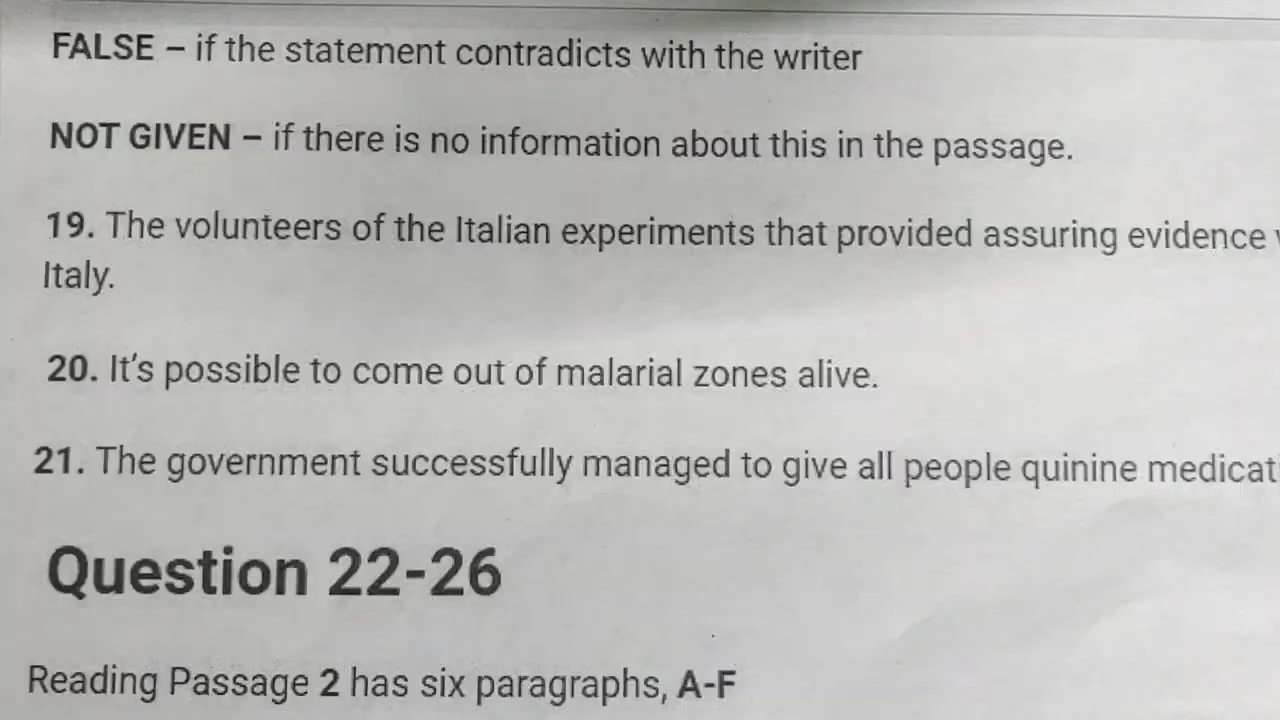 FALSE – if the statement contradicts with the writer
NOT GIVEN – if there is no information about this in the passage.
19. The volunteers of the Italian experiments that provided assuring evidence
Italy.
20. It's possible to come out of malarial zones alive.
21. The government successfully managed to give all people quinine
Question 22-26
Reading Passage 2 has six paragraphs, A-F